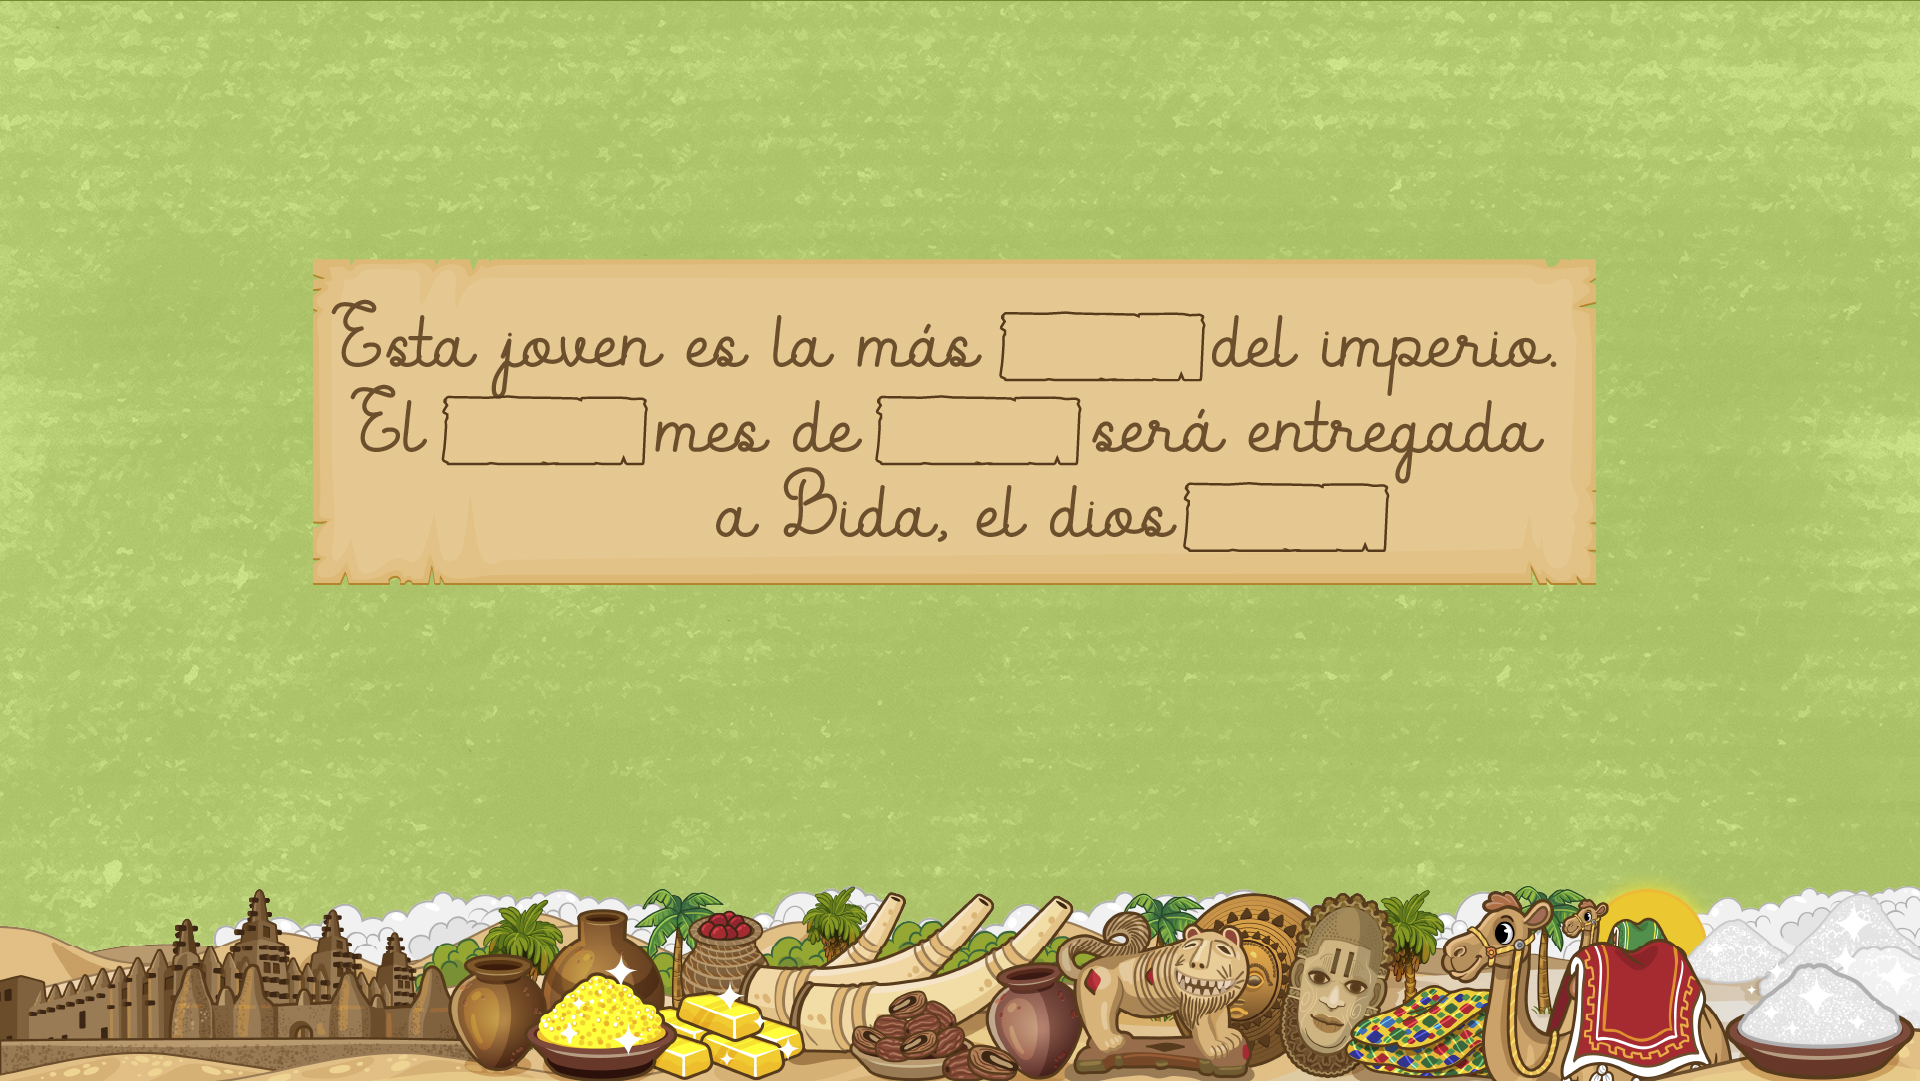 Esta joven es la más del imperio.
El mes de será entregada
a Bida, el dios